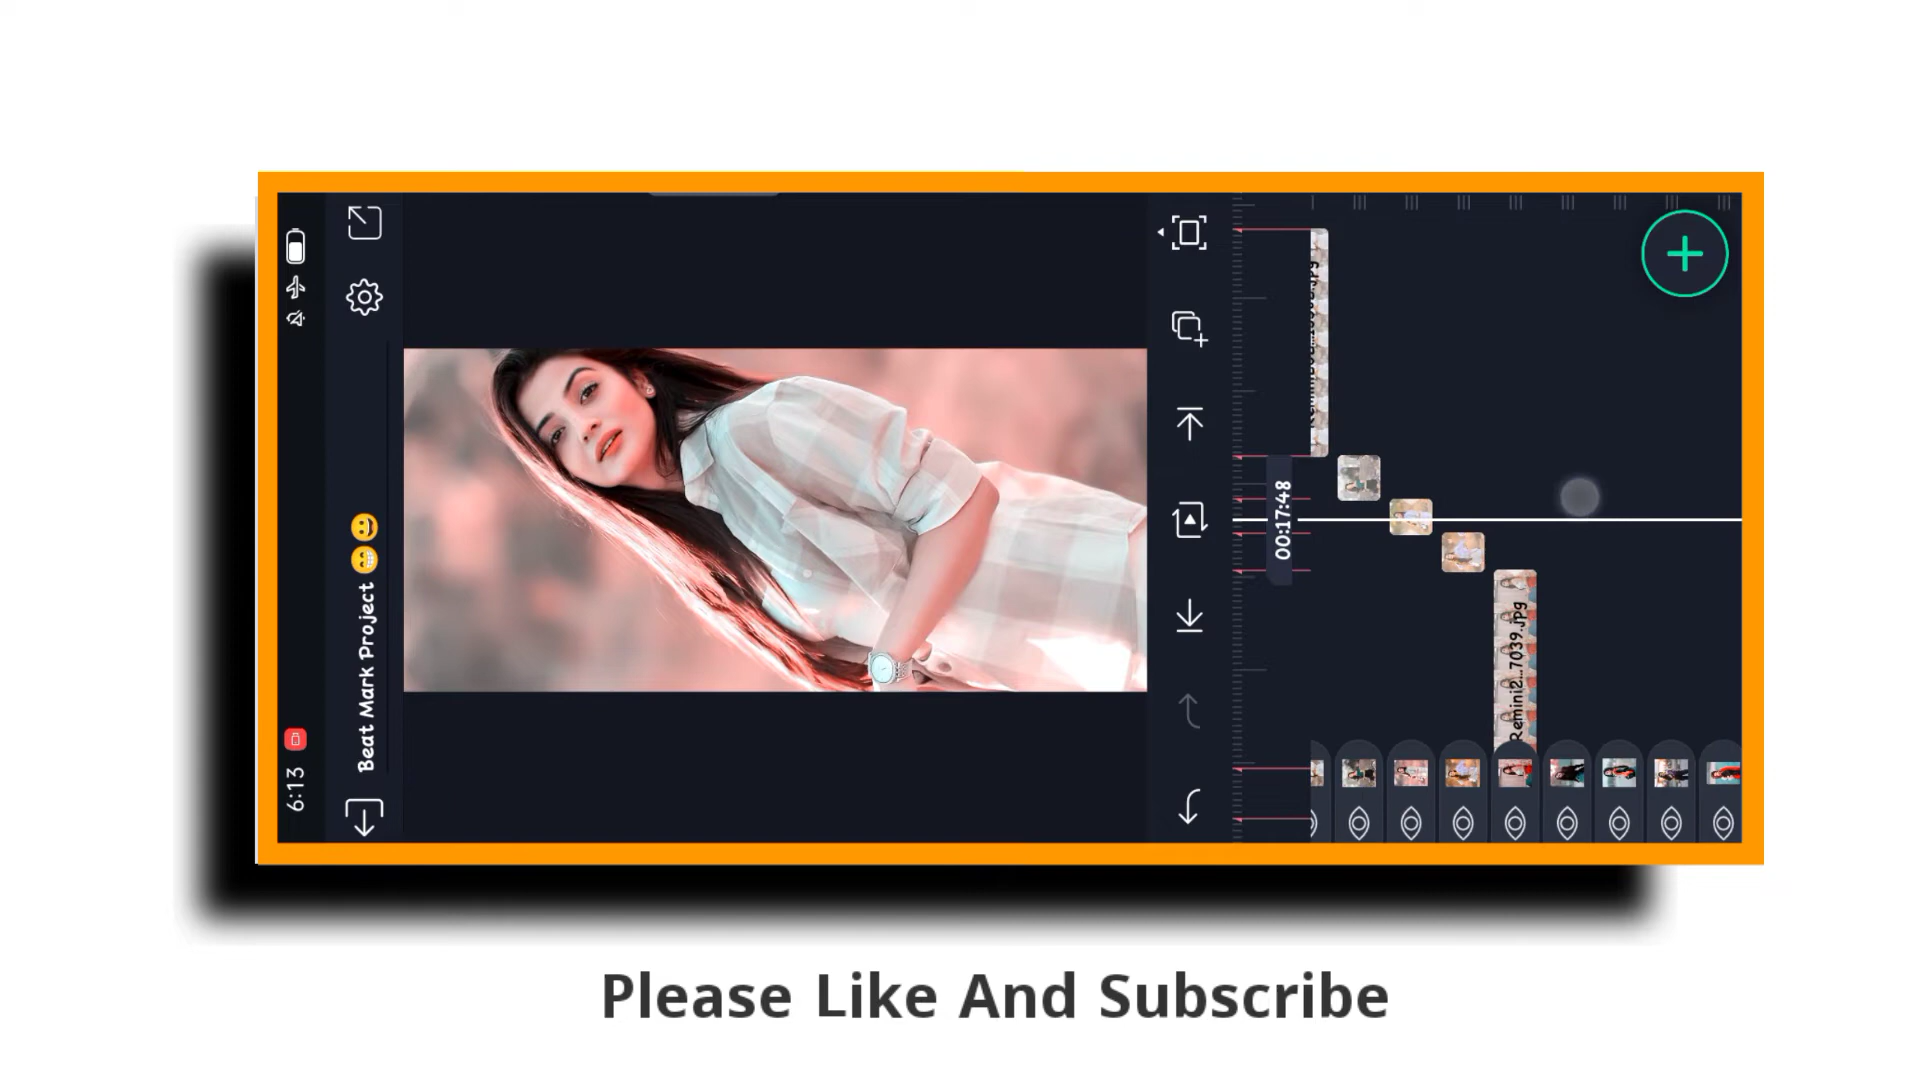 6:13
Beat Mark Project 😬😀
00:17:48
Remini2...7039.jpg
Please Like And Subscribe